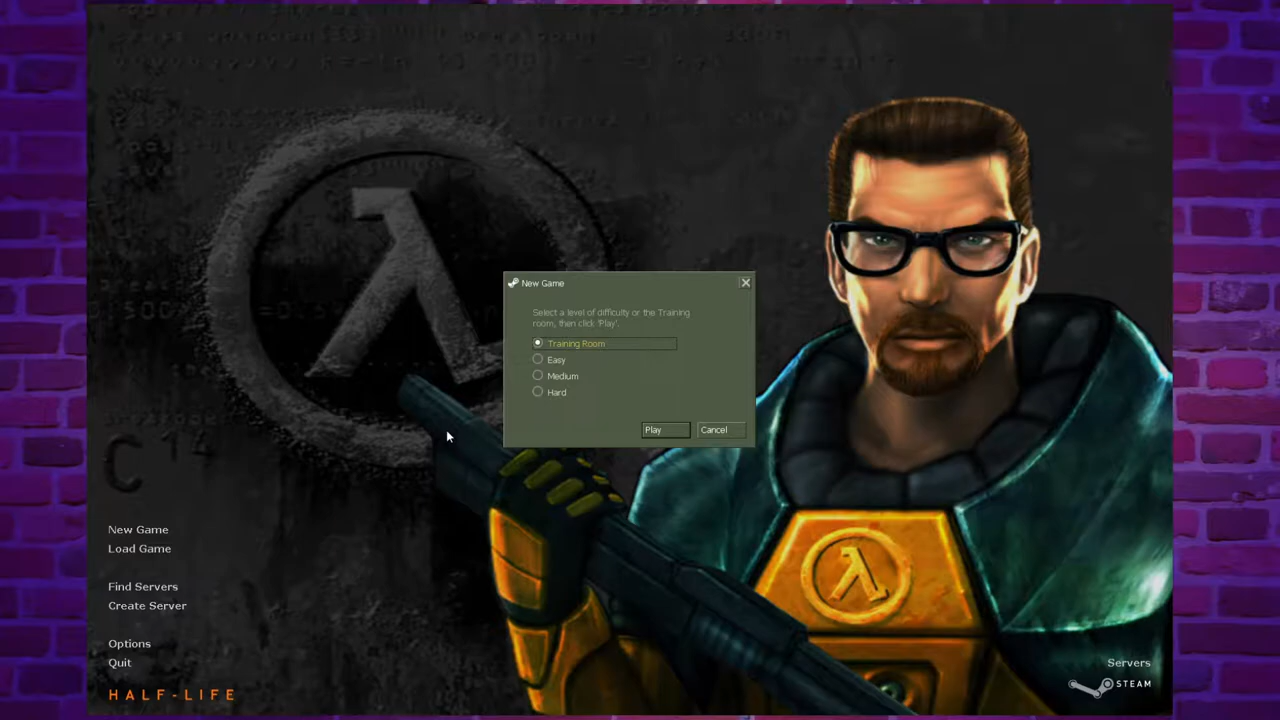 New Game
Select a level of difficulty or the Training
room, then click 'Play'.
Training Room
Easy
Medium
Hard
Play
Cancel
C 14
New Game
Load Game
Find Servers
Create Server
Options
Quit
HALF-LIFE
Servers
STEAM